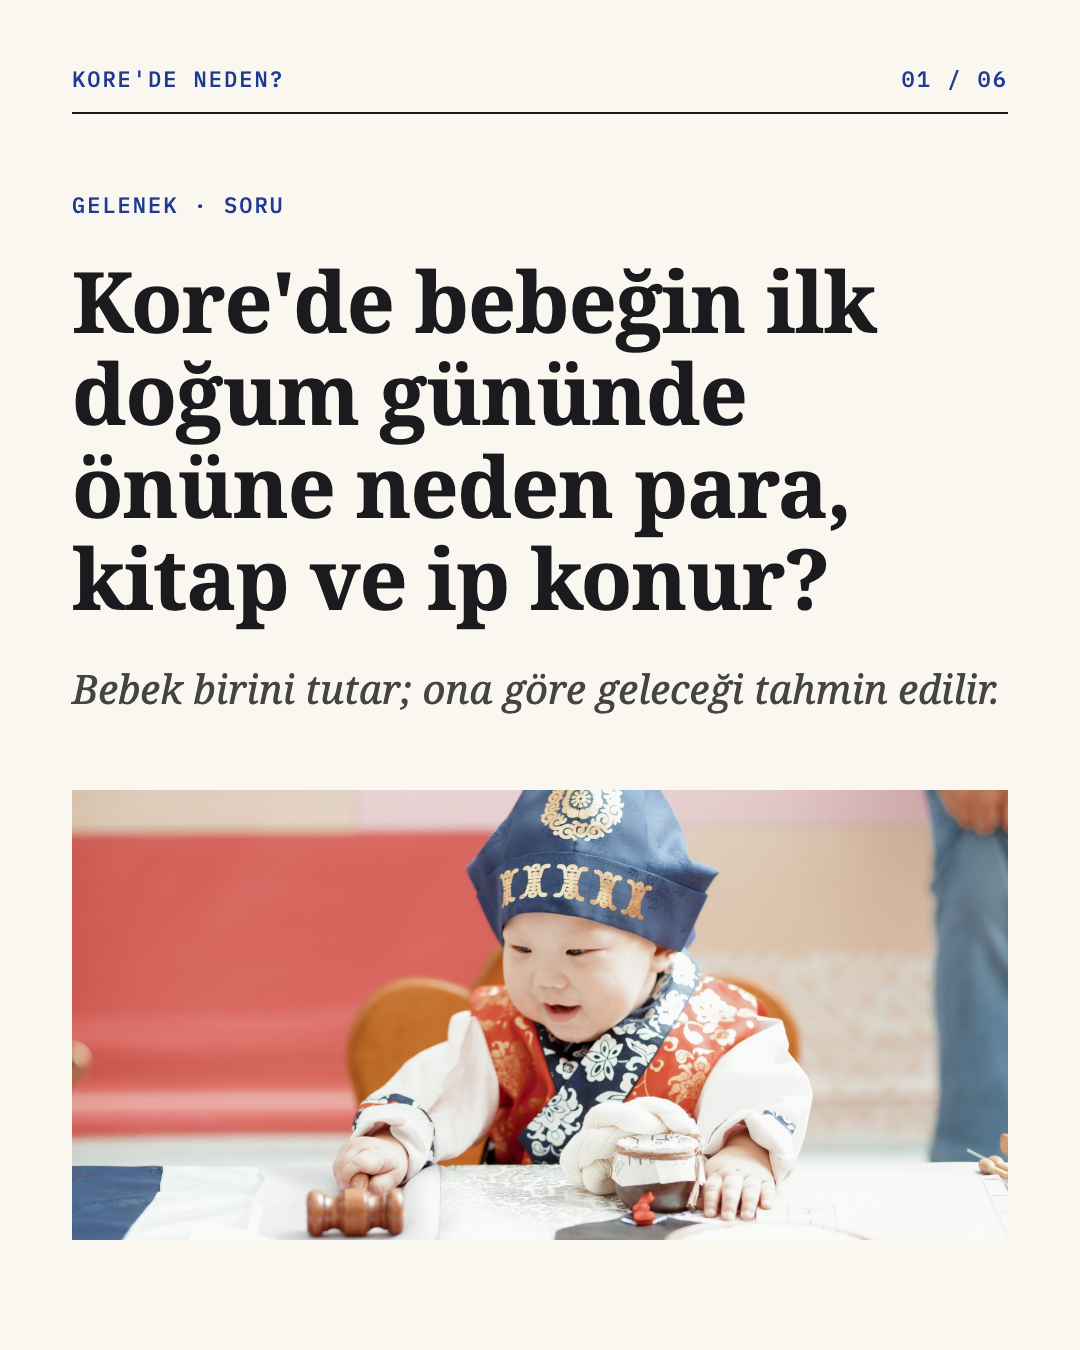 KORE'DE NEDEN?
01 / 06
GELENEK · SORU
Kore'de bebeğin ilk
doğum gününde
önüne neden para,
kitap ve ip konur?
Bebek birini tutar; ona göre geleceği tahmin edilir.